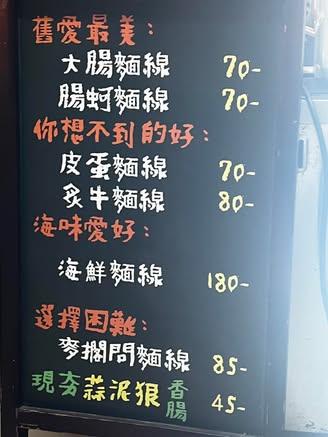 舊愛最美：
大腸麵線 70-
腸蚵麵線 70-
你想不到的好：
皮蛋麵線 70-
炙牛麵線 80-
海味愛好：
海鮮麵線 180-
選擇困難：
麥擱問麵線 85-
現夯蒜泥狠香腸 45-